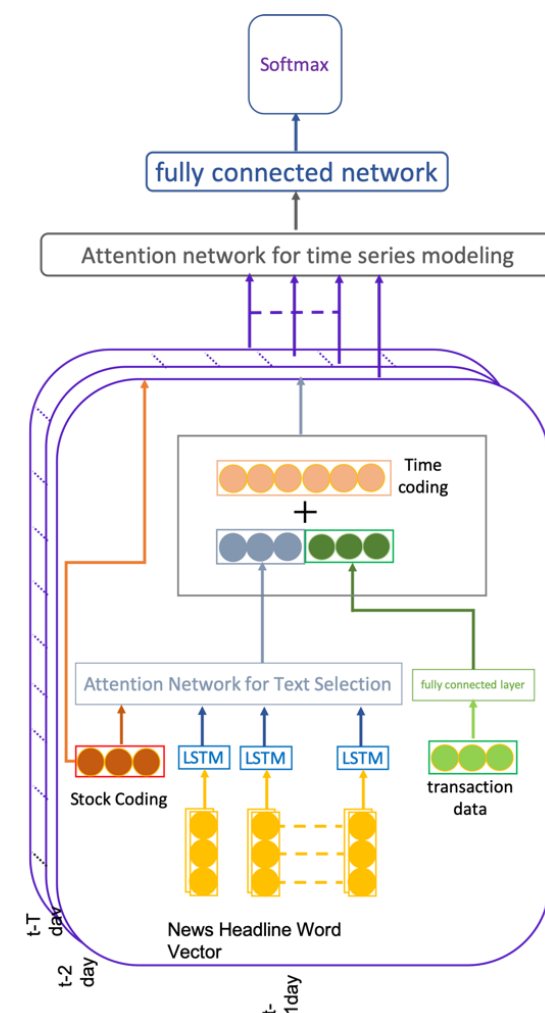 Softmax
fully connected network
Attention network for time series modeling
Time
coding
+
Attention Network for Text Selection
fully connected layer
LSTM
LSTM
LSTM
Stock Coding
transaction
data
News Headline Word
Vector
t-T
day
t-2
day
t-
1day